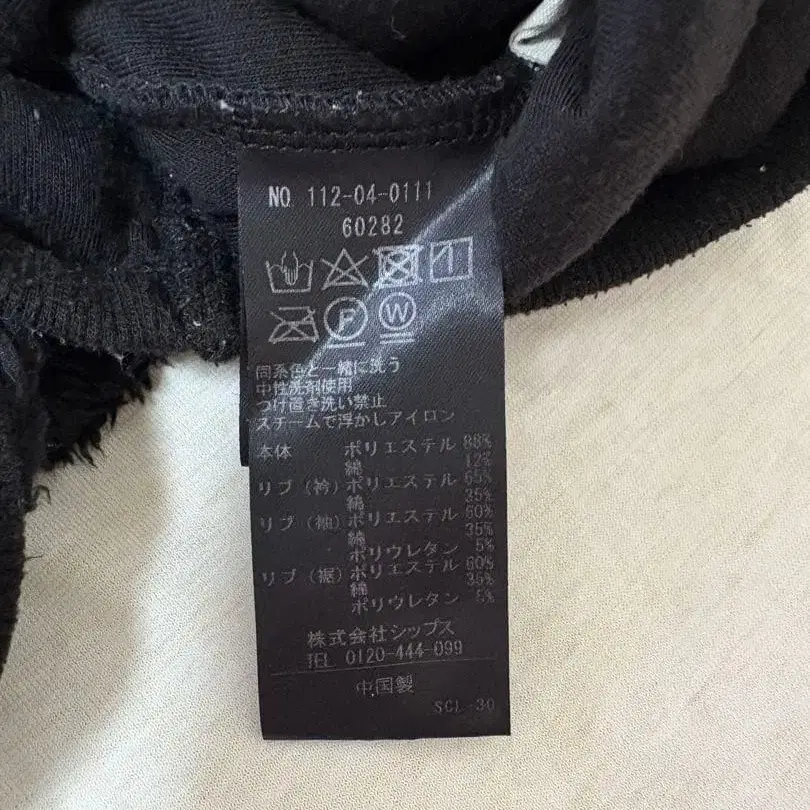 NO. 112-04-0111
60282
P W
同系色と一緒に洗う
中性洗剤使用
つけ置き洗い禁止
スチームで浮かしアイロン
本体 ポリエステル 88%
綿 12%
リブ（衿）ポリエステル 65%
綿 35%
リブ（袖）ポリエステル 60%
綿 35%
ポリウレタン 5%
リブ（裾）ポリエステル 60%
綿 35%
ポリウレタン 5%
株式会社シップス
TEL 0120-444-099
中国製
SCL-30